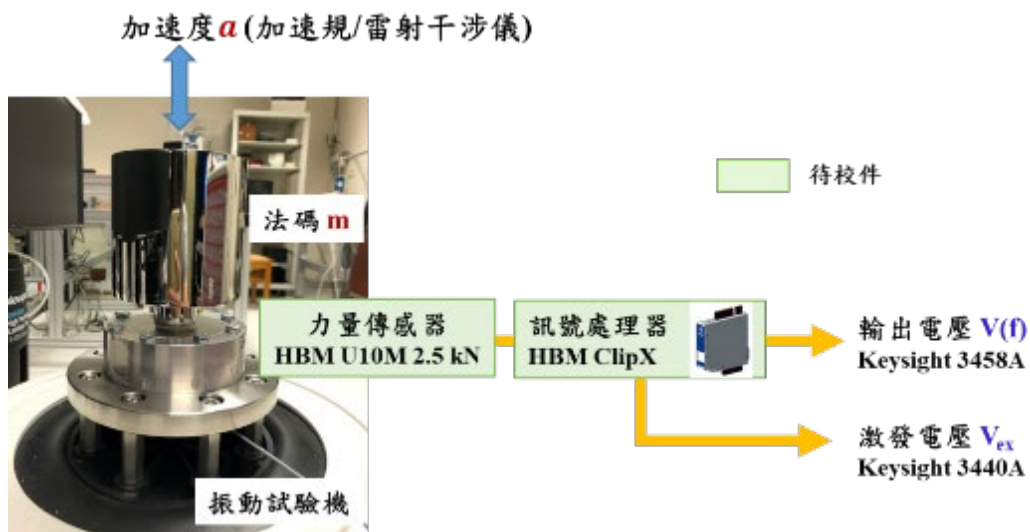 加速度a(加速規/雷射干涉儀)
待校件
法碼 m
力量傳感器
HBM U10M 2.5 kN
訊號處理器
HBM ClipX
輸出電壓 V(f)
Keysight 3458A
激發電壓 Vex
Keysight 3440A
振動試驗機